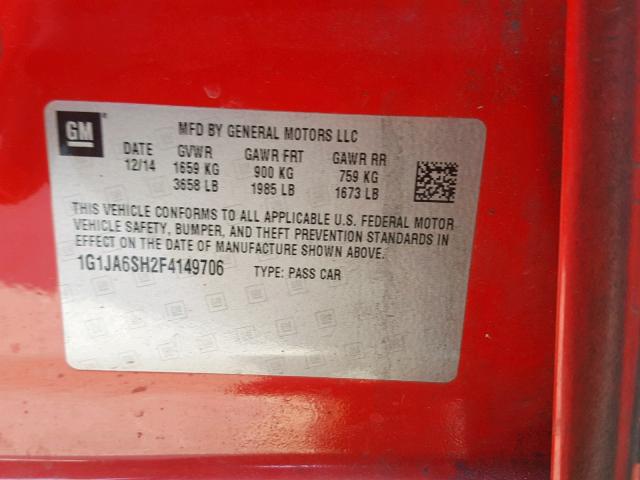 GM
MFD BY GENERAL MOTORS LLC
DATE GVWR GAWR FRT GAWR RR
12/14 1659 KG 900 KG 759 KG
3658 LB 1985 LB 1673 LB
THIS VEHICLE CONFORMS TO ALL APPLICABLE U.S. FEDERAL MOTOR
VEHICLE SAFETY, BUMPER, AND THEFT PREVENTION STANDARDS IN
EFFECT ON THE DATE OF MANUFACTURE SHOWN ABOVE.
1G1JA6SH2F4149706 TYPE: PASS CAR